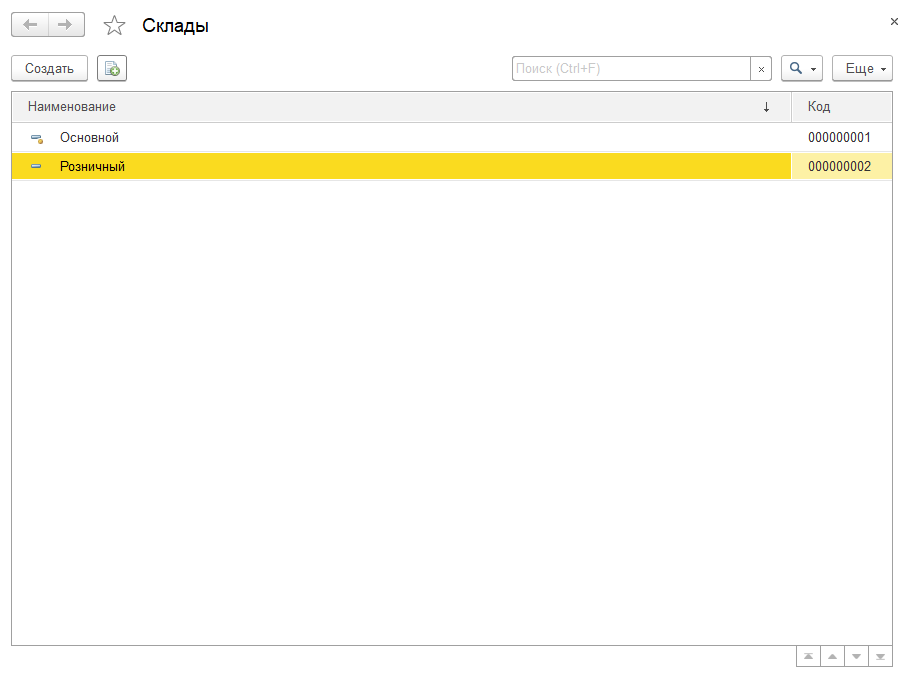 Склады
Создать
Поиск (Ctrl+F)
Еще
Наименование
Код
Основной
000000001
Розничный
000000002